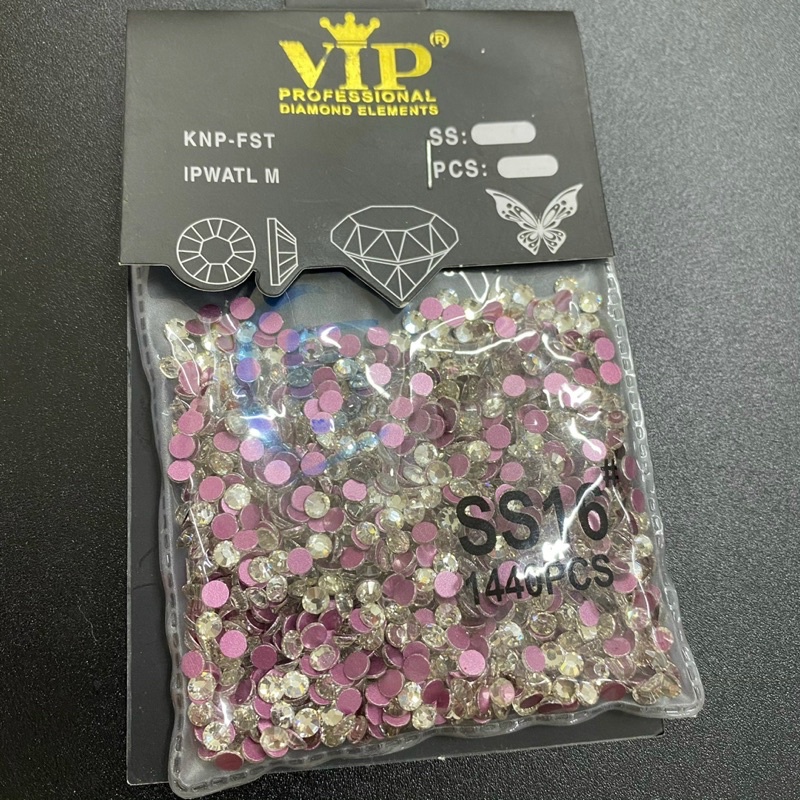 VIP®
PROFESSIONAL
DIAMOND ELEMENTS
KNP-FST
SS:
IPWATL M
PCS:
SS16#
1440PCS